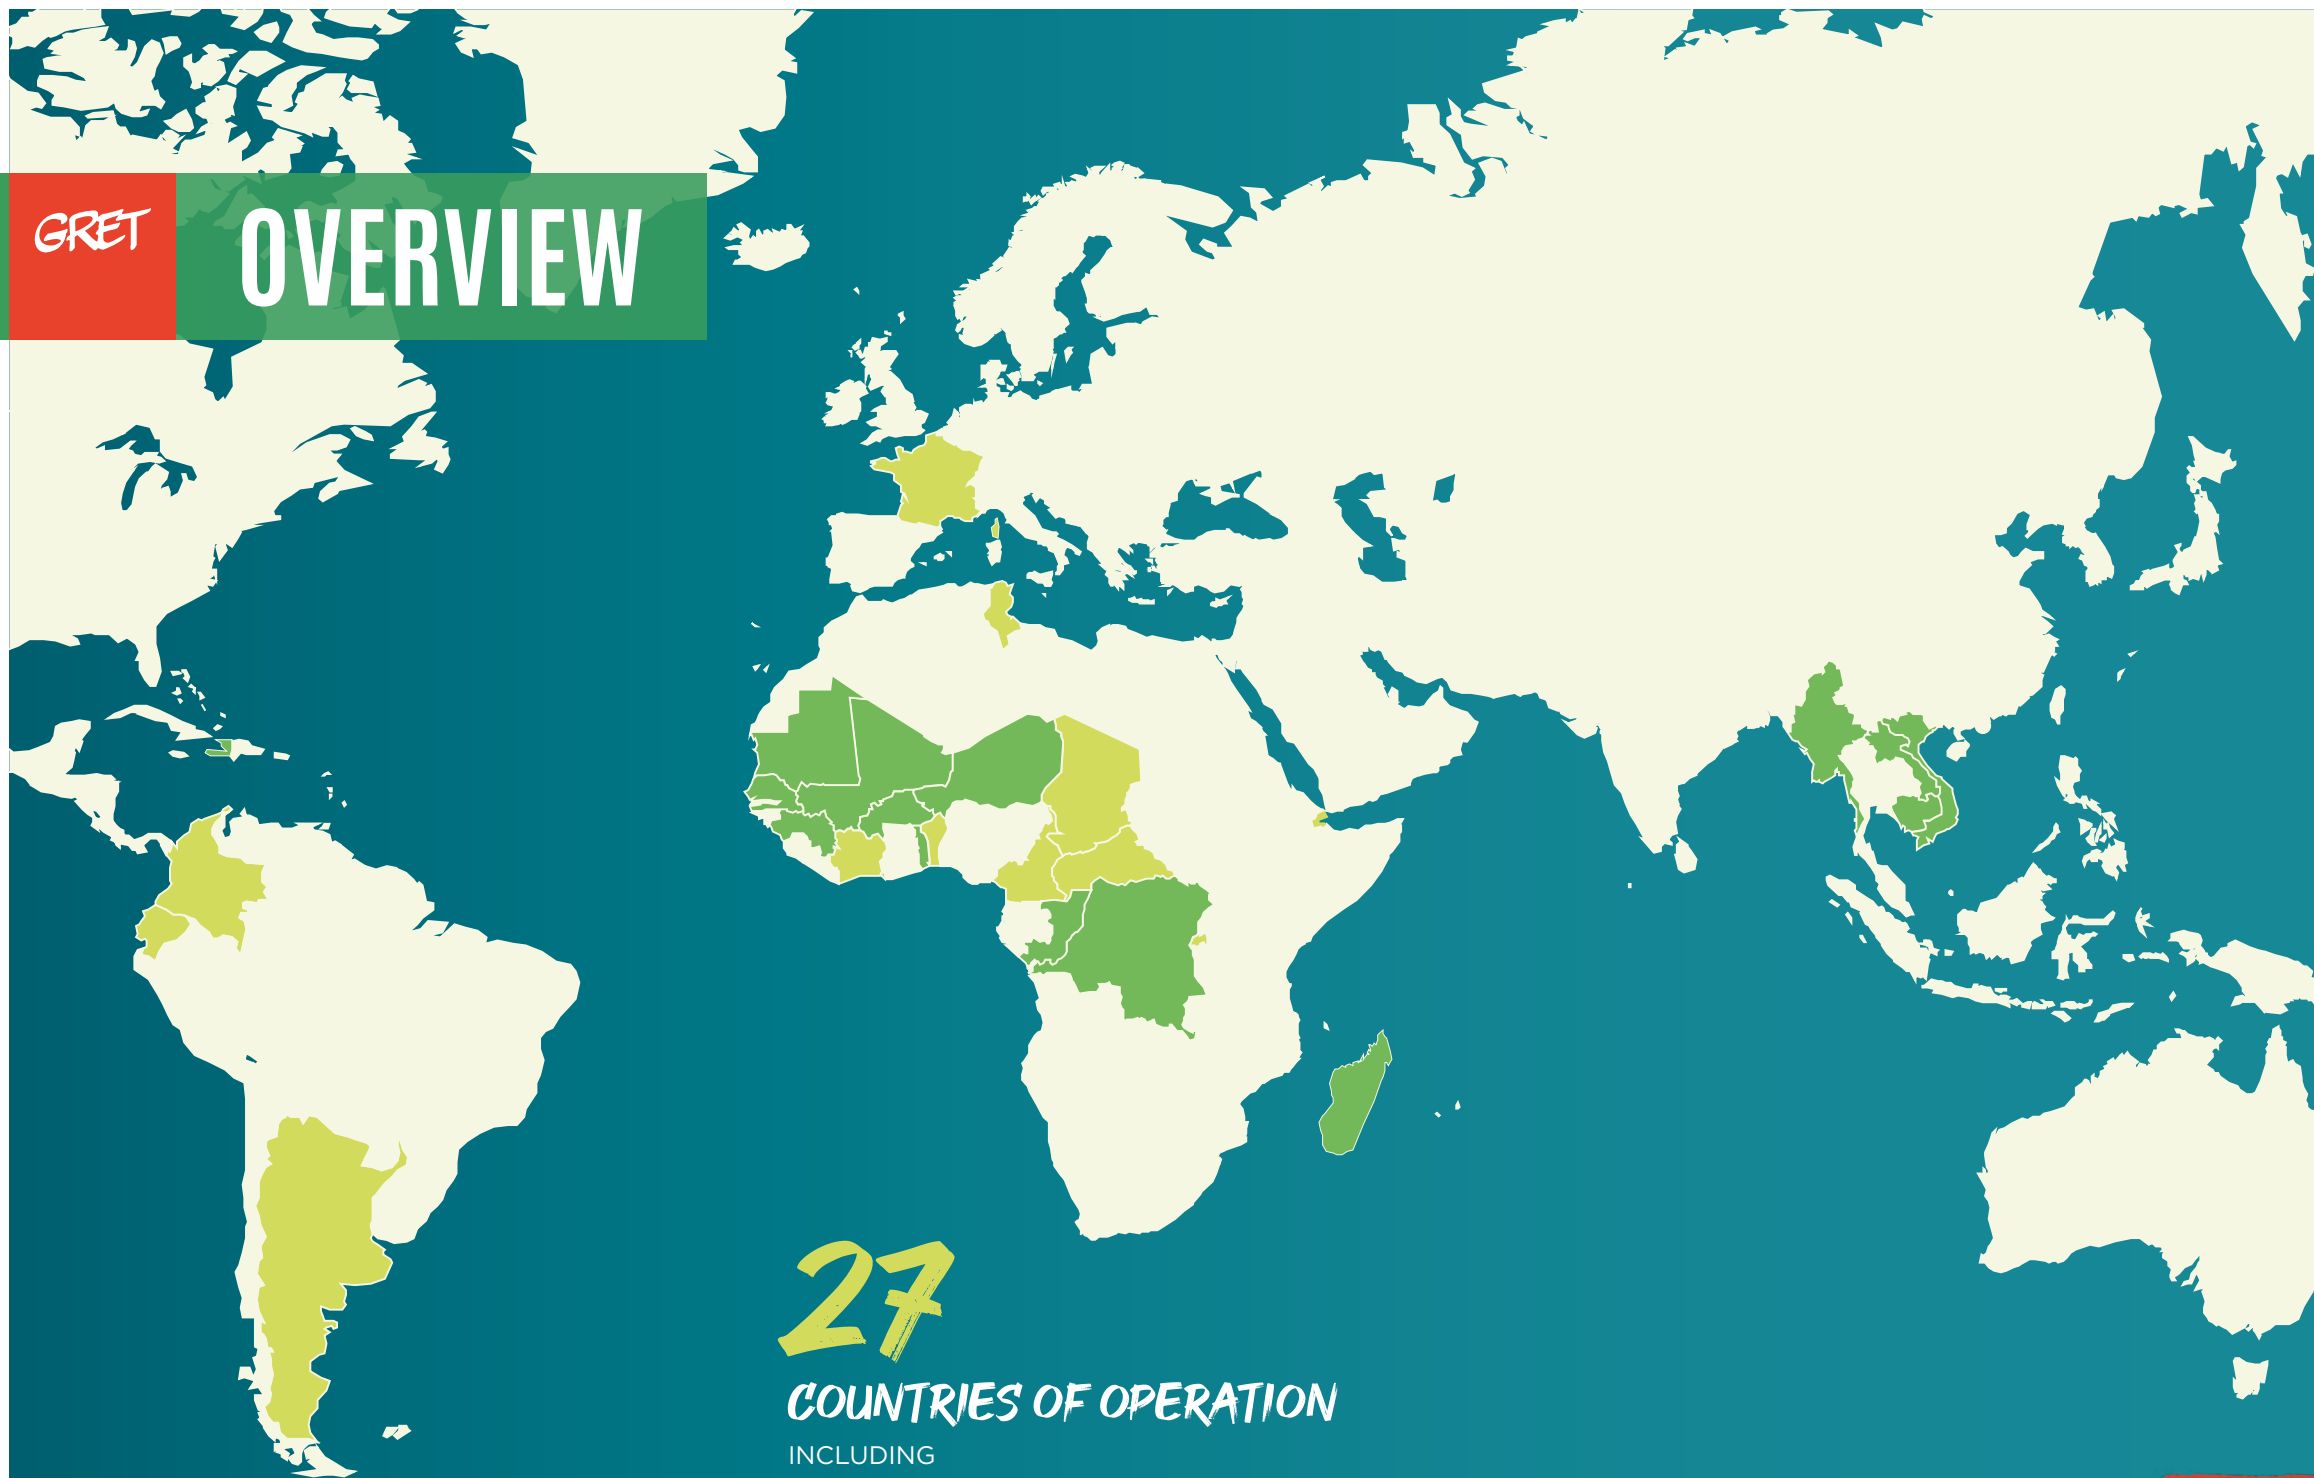 GRET
OVERVIEW
27
COUNTRIES OF OPERATION
INCLUDING